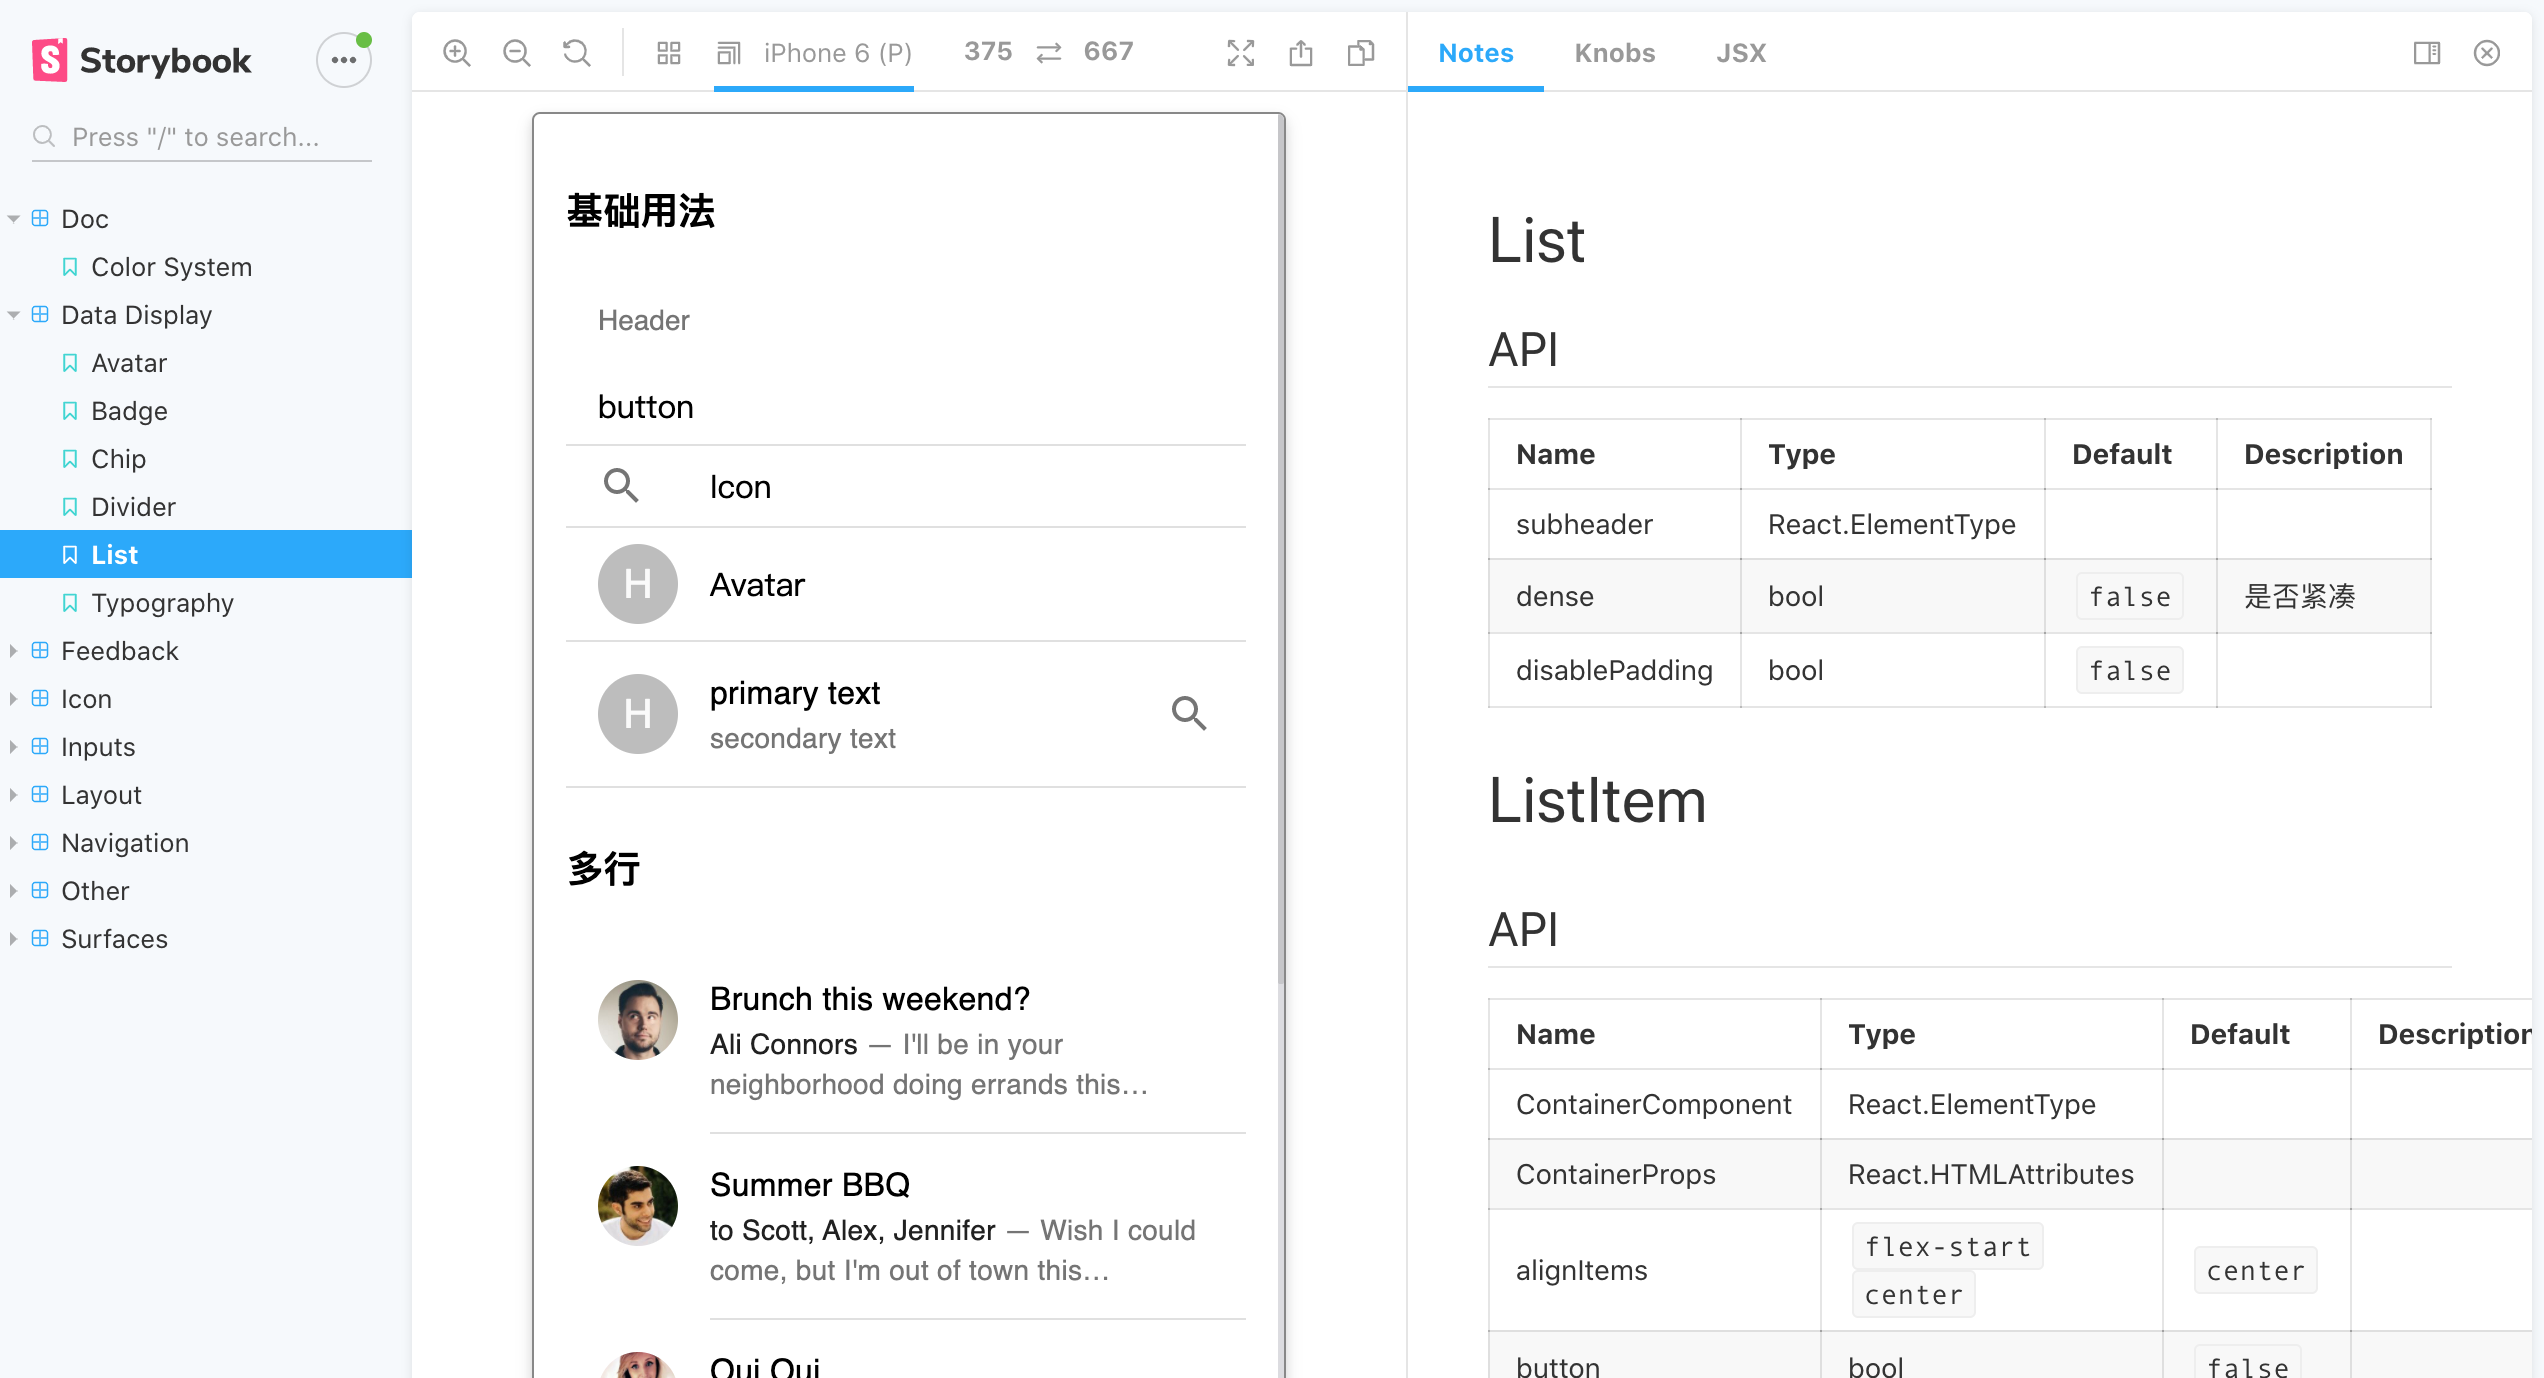 Storybook
Press "/" to search...
Doc
Color System
Data Display
Avatar
Badge
Chip
Divider
List
Typography
Feedback
Icon
Inputs
Layout
Navigation
Other
Surfaces
iPhone 6 (P) 375 667
基础用法
Header
button
Icon
H Avatar
H primary text
secondary text
多行
Brunch this weekend?
Ali Connors — I'll be in your
neighborhood doing errands this…
Summer BBQ
to Scott, Alex, Jennifer — Wish I could
come, but I'm out of town this…
Oui Oui
Notes Knobs JSX
List
API
Name Type Default Description
subheader React.ElementType
dense bool false 是否紧凑
disablePadding bool false
ListItem
API
Name Type Default Description
ContainerComponent React.ElementType
ContainerProps React.HTMLAttributes
alignItems flex-start center center
button bool false